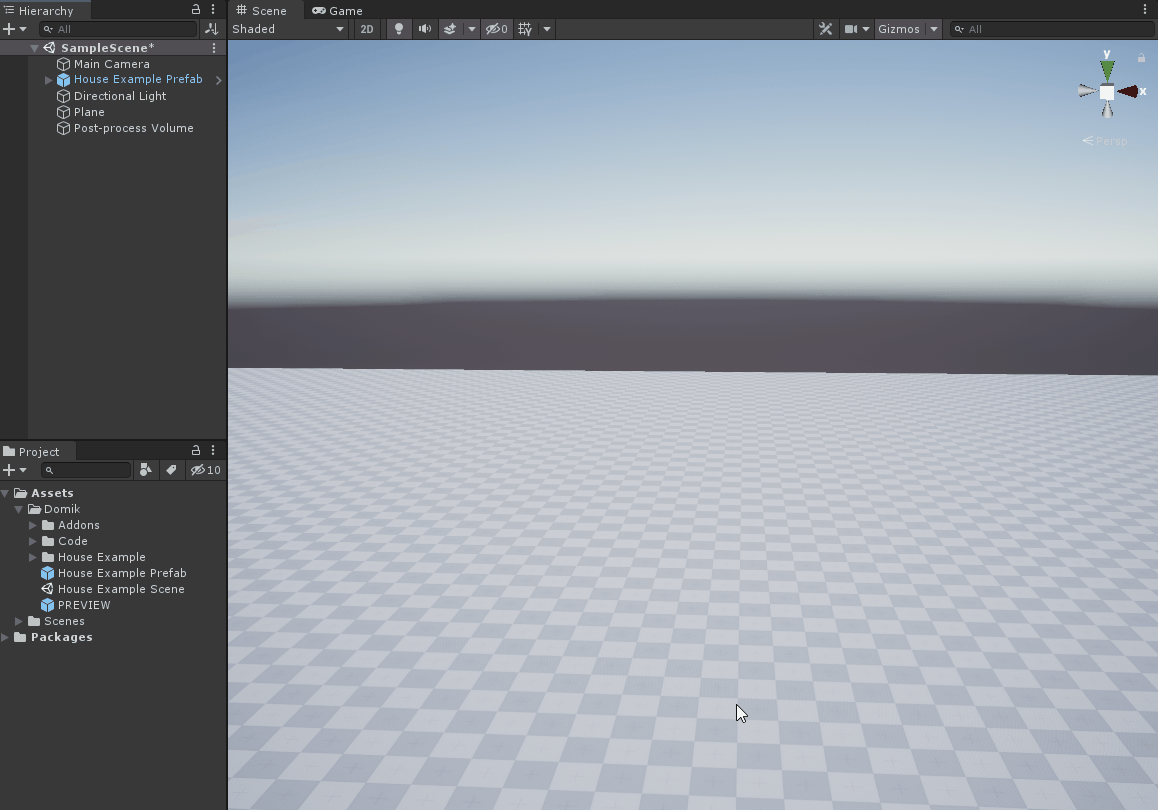 Hierarchy
All
SampleScene*
Main Camera
House Example Prefab
Directional Light
Plane
Post-process Volume
Project
10
Assets
Domik
Addons
Code
House Example
House Example Prefab
House Example Scene
PREVIEW
Scenes
Packages
Scene Game
Shaded 2D 0 Gizmos All
y
x
Persp